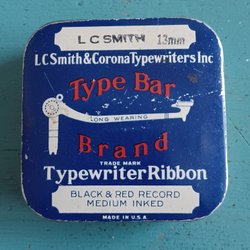 L C SMITH 13mm
L C Smith & Corona Typewriters Inc
Type Bar
LONG WEARING
Brand
TRADE MARK
Typewriter Ribbon
BLACK & RED RECORD
MEDIUM INKED
MADE IN U.S.A